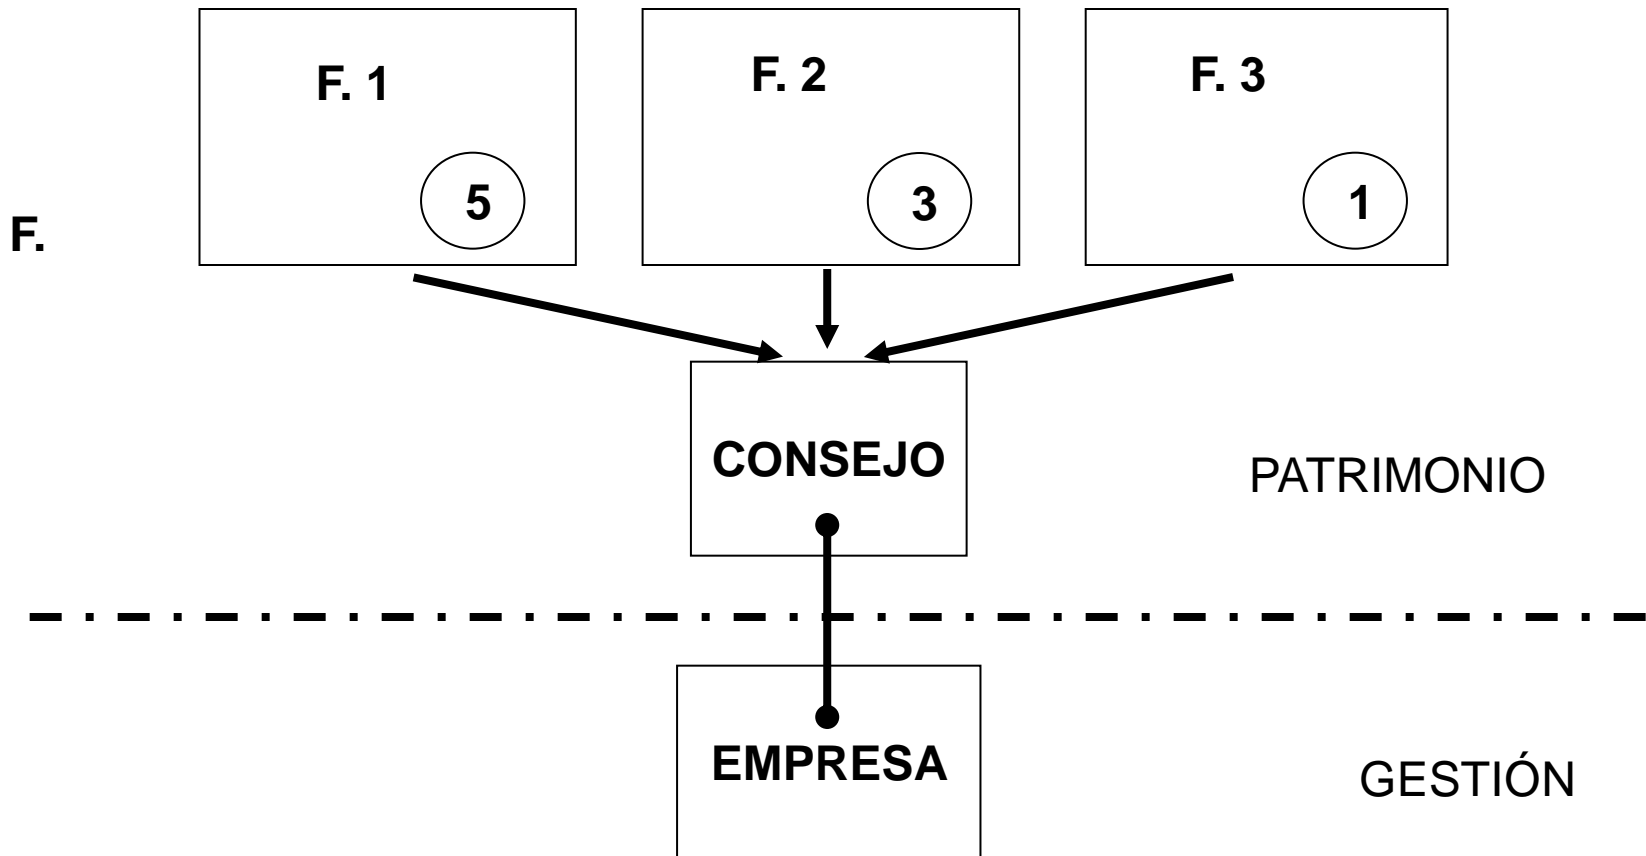 F. 1
F. 2
F. 3
5
3
1
F.
CONSEJO
PATRIMONIO
EMPRESA
GESTIÓN